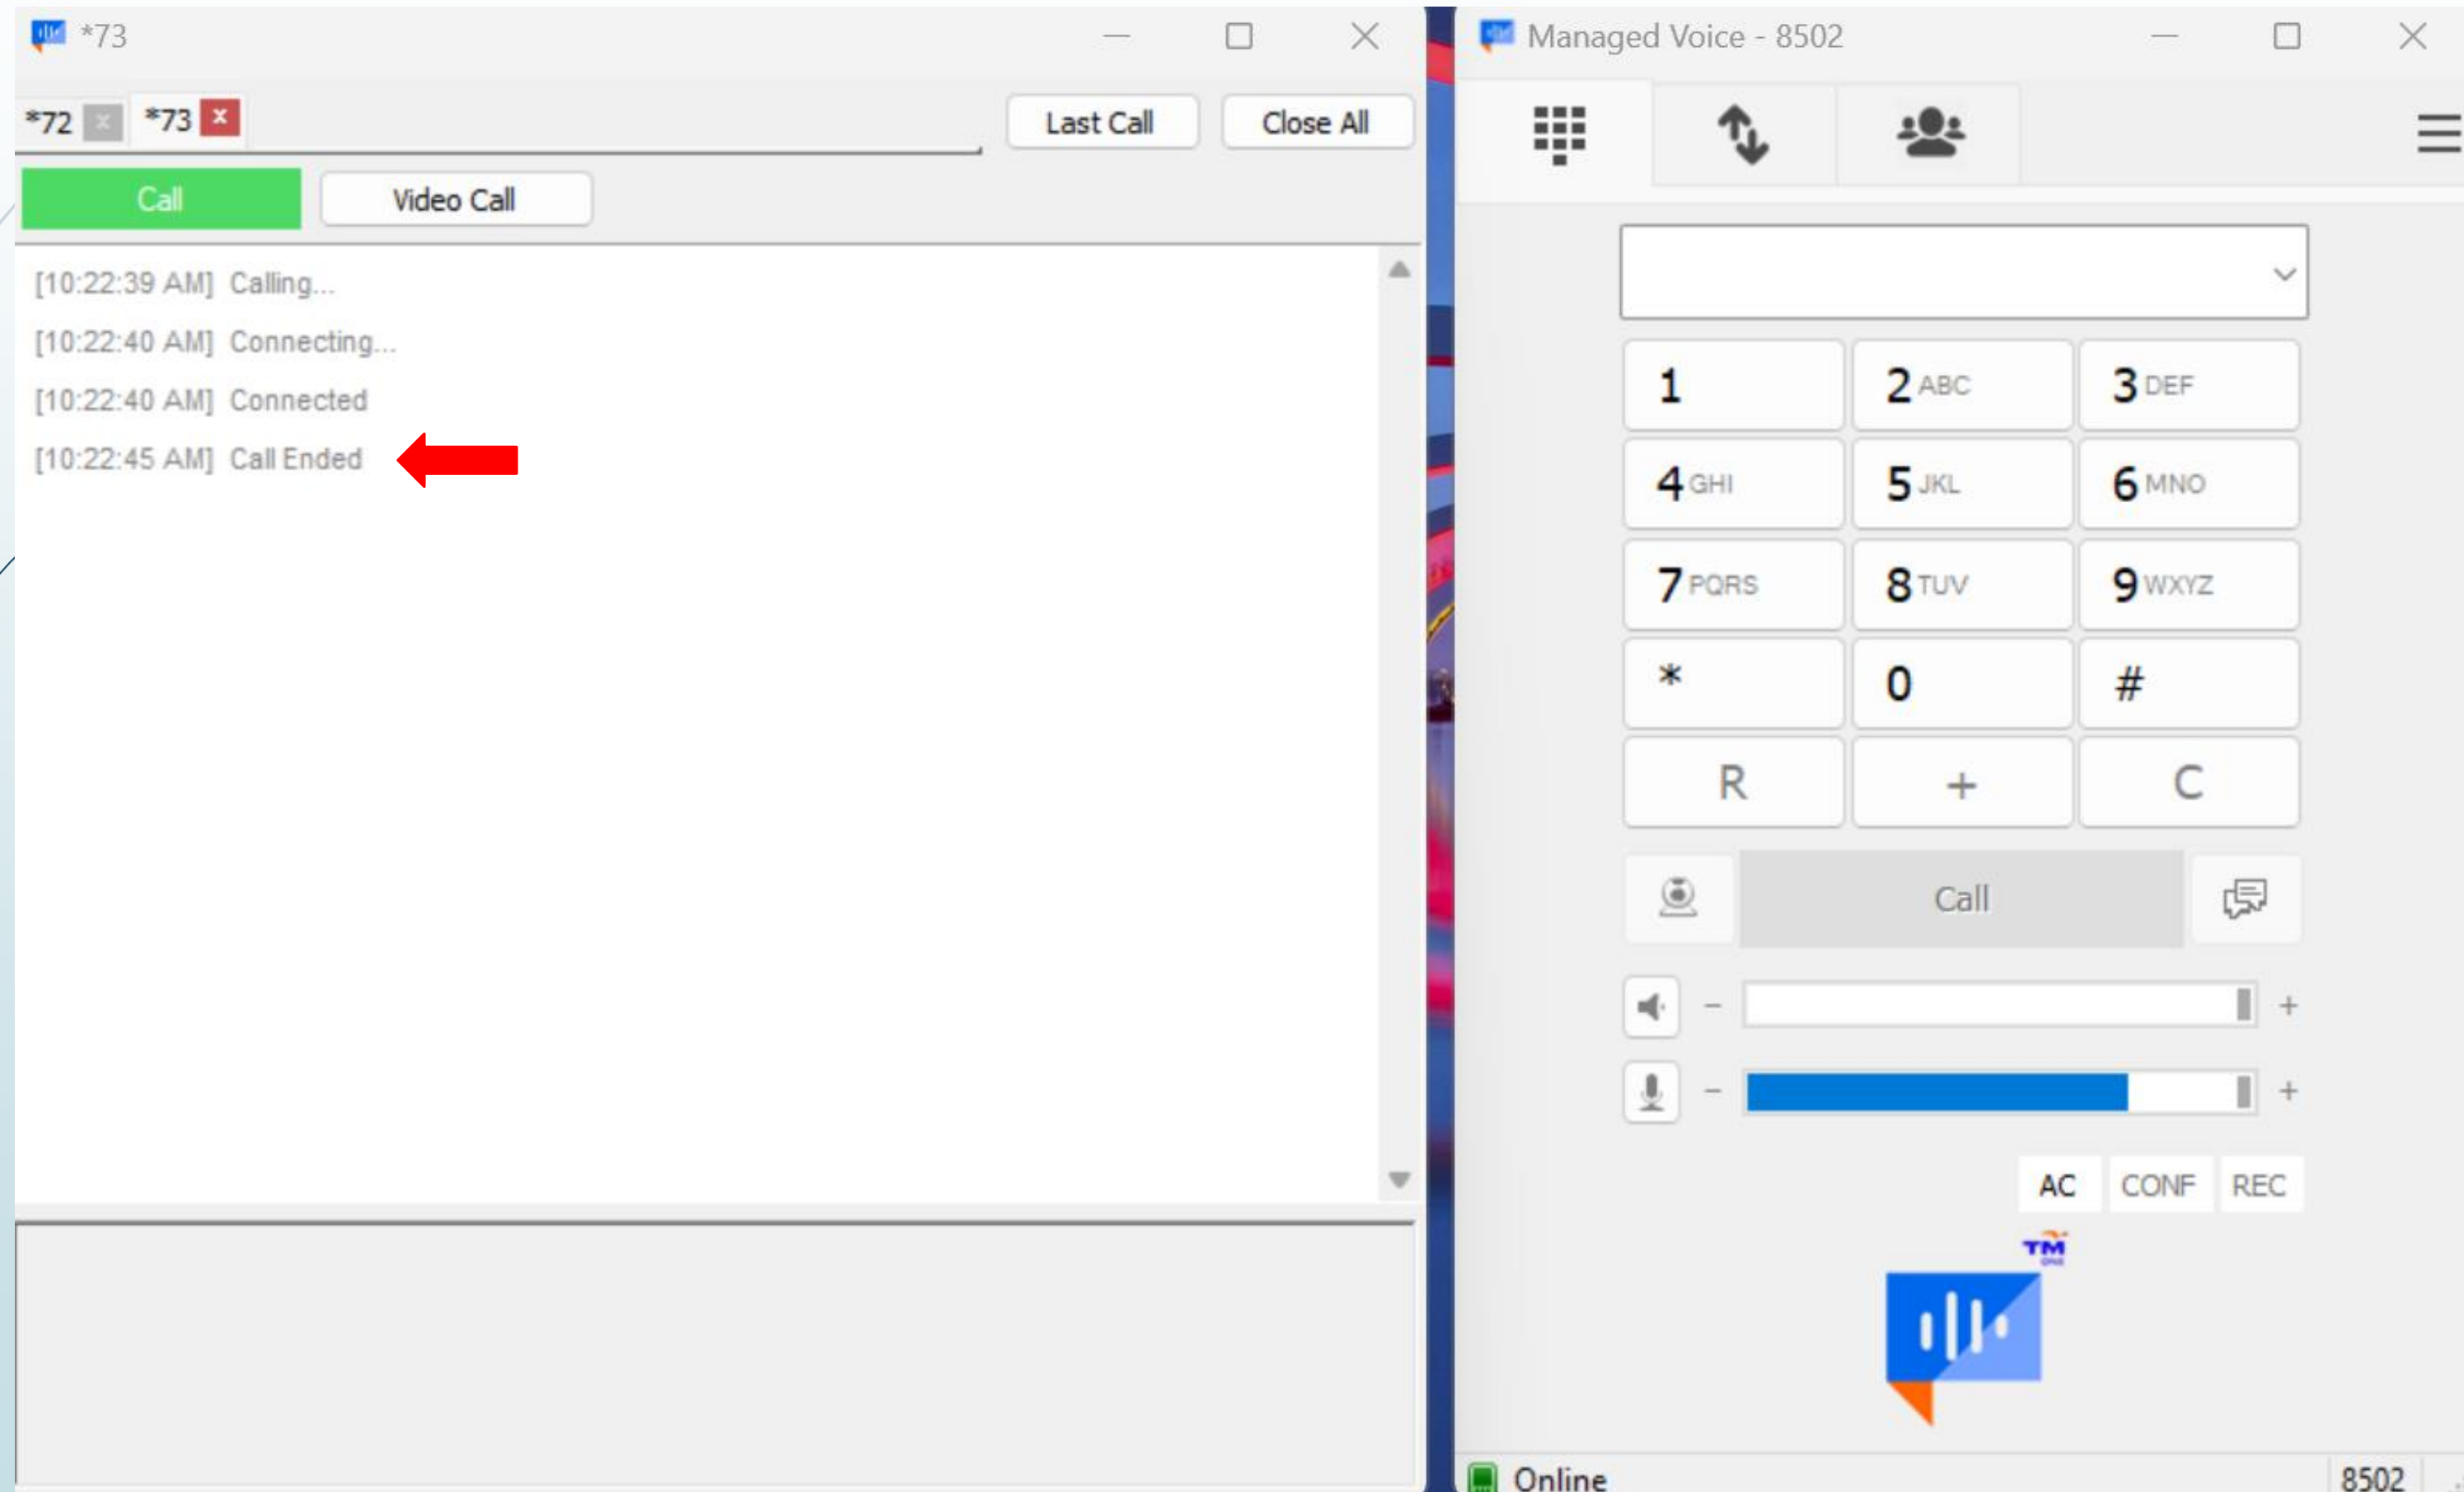 *73
*72 x *73 x Last Call Close All
Call Video Call
[10:22:39 AM] Calling...
[10:22:40 AM] Connecting...
[10:22:40 AM] Connected
[10:22:45 AM] Call Ended
Managed Voice - 8502
1 2 ABC 3 DEF
4 GHI 5 JKL 6 MNO
7 PQRS 8 TUV 9 WXYZ
* 0 #
R + C
Call
- +
- +
AC CONF REC
TM
ONE
Online 8502